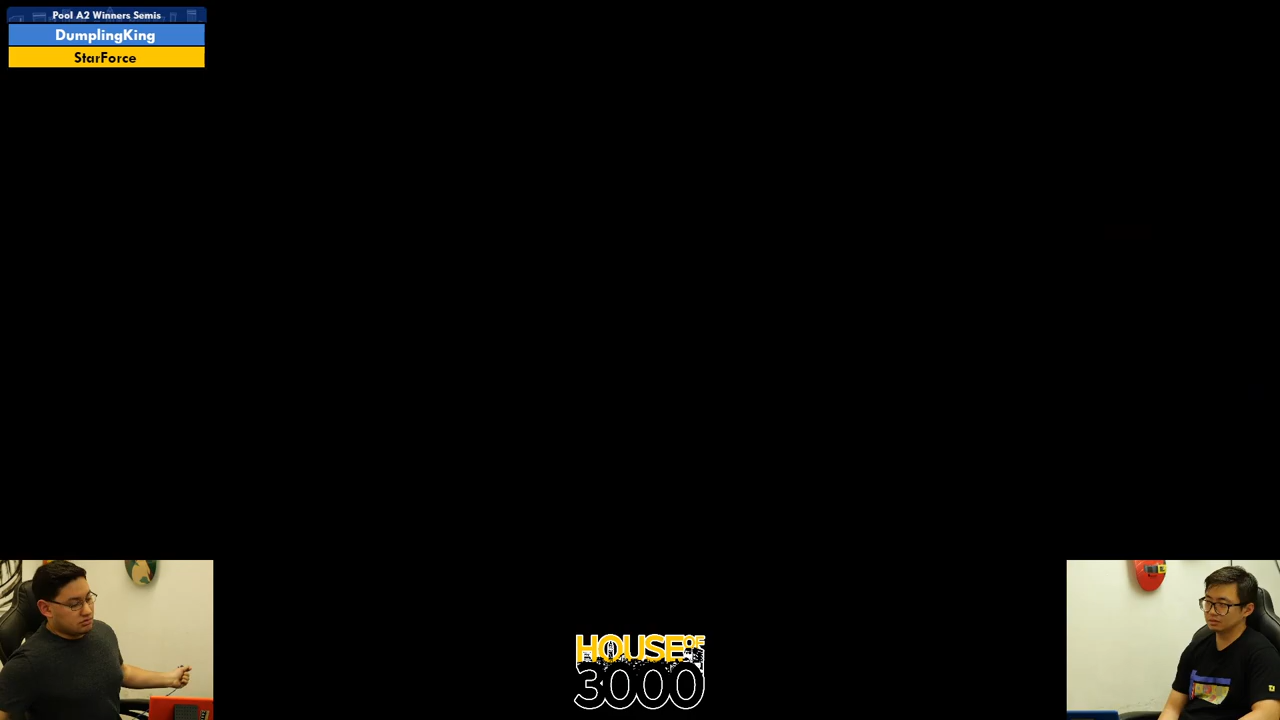 Pool A2 Winners Semis
DumplingKing
StarForce
HOUSE OF
3000